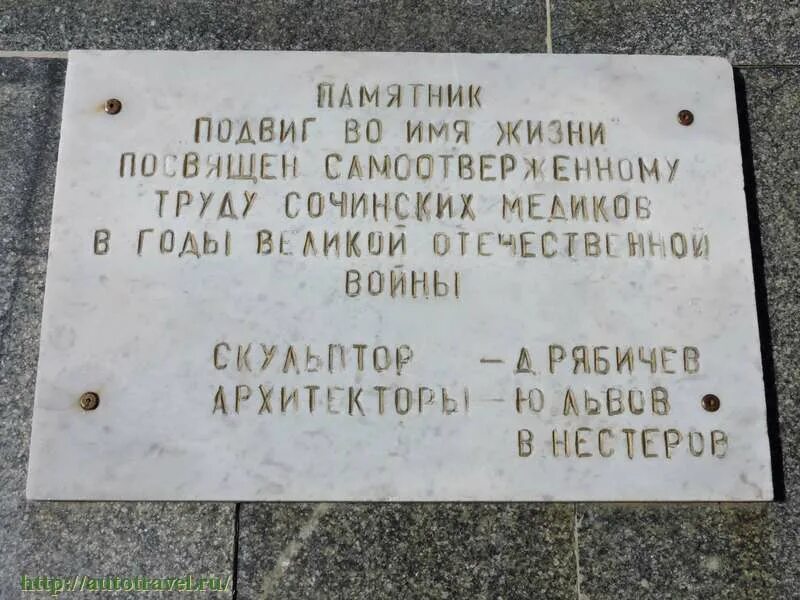 ПАМЯТНИК
ПОДВИГ ВО ИМЯ ЖИЗНИ"
ПОСВЯЩЕН САМООТВЕРЖЕННОМУ
ТРУДУ СОЧИНСКИХ МЕДИКОВ
В ГОДЫ ВЕЛИКОЙ ОТЕЧЕСТВЕННОЙ
ВОЙНЫ
СКУЛЬПТОР — Д. РЯБИЧЕВ
АРХИТЕКТОРЫ — Ю ЛЬВОВ
В НЕСТЕРОВ
http://autotravel.ru/